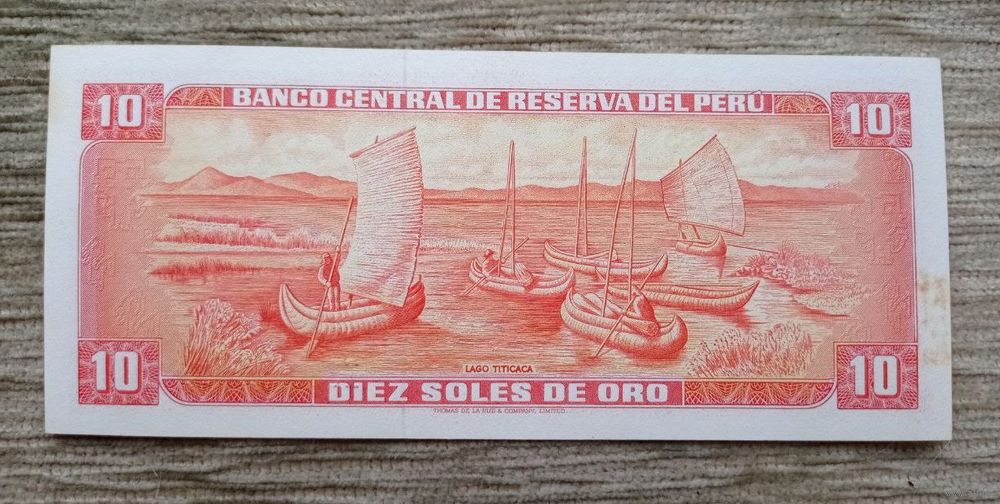 10 BANCO CENTRAL DE RESERVA DEL PERÚ 10
LAGO TITICACA
10 DIEZ SOLES DE ORO 10
THOMAS DE LA RUE & COMPANY, LIMITED.